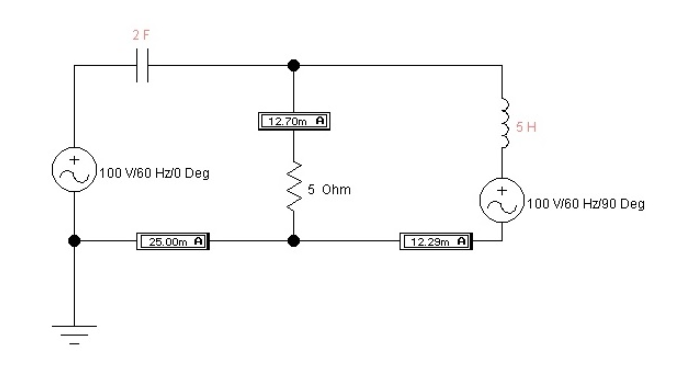 2 F
12.70m A
5 H
100 V/60 Hz/0 Deg
5 Ohm
100 V/60 Hz/90 Deg
25.00m A
12.29m A